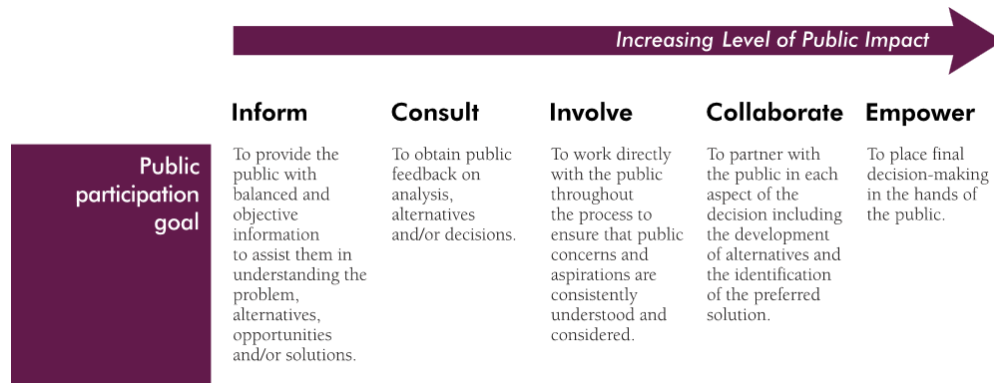 Increasing Level of Public Impact
Inform
Consult
Involve
Collaborate
Empower
Public
participation
goal
To provide the
public with
balanced and
objective
information
to assist them in
understanding the
problem,
alternatives,
opportunities
and/or solutions.
To obtain public
feedback on
analysis,
alternatives
and/or decisions.
To work directly
with the public
throughout
the process to
ensure that public
concerns and
aspirations are
consistently
understood and
considered.
To partner with
the public in each
aspect of the
decision including
the development
of alternatives and
the identification
of the preferred
solution.
To place final
decision-making
in the hands of
the public.